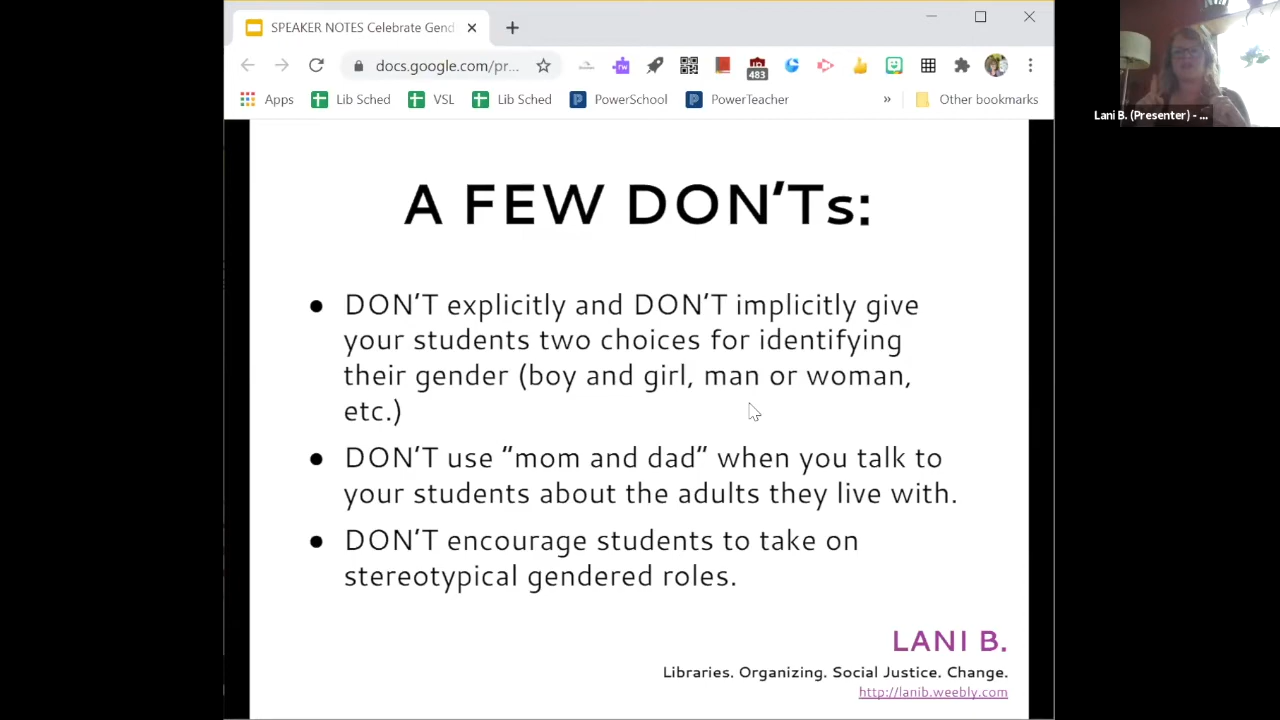 SPEAKER NOTES Celebrate Gend
docs.google.com/pr...
483
Apps
Lib Sched
VSL
Lib Sched
PowerSchool
PowerTeacher
»
Other bookmarks
Lani B. (Presenter) - ...
A FEW DON'Ts:
● DON'T explicitly and DON'T implicitly give
your students two choices for identifying
their gender (boy and girl, man or woman,
etc.)
● DON'T use "mom and dad" when you talk to
your students about the adults they live with.
● DON'T encourage students to take on
stereotypical gendered roles.
LANI B.
Libraries. Organizing. Social Justice. Change.
http://lanib.weebly.com